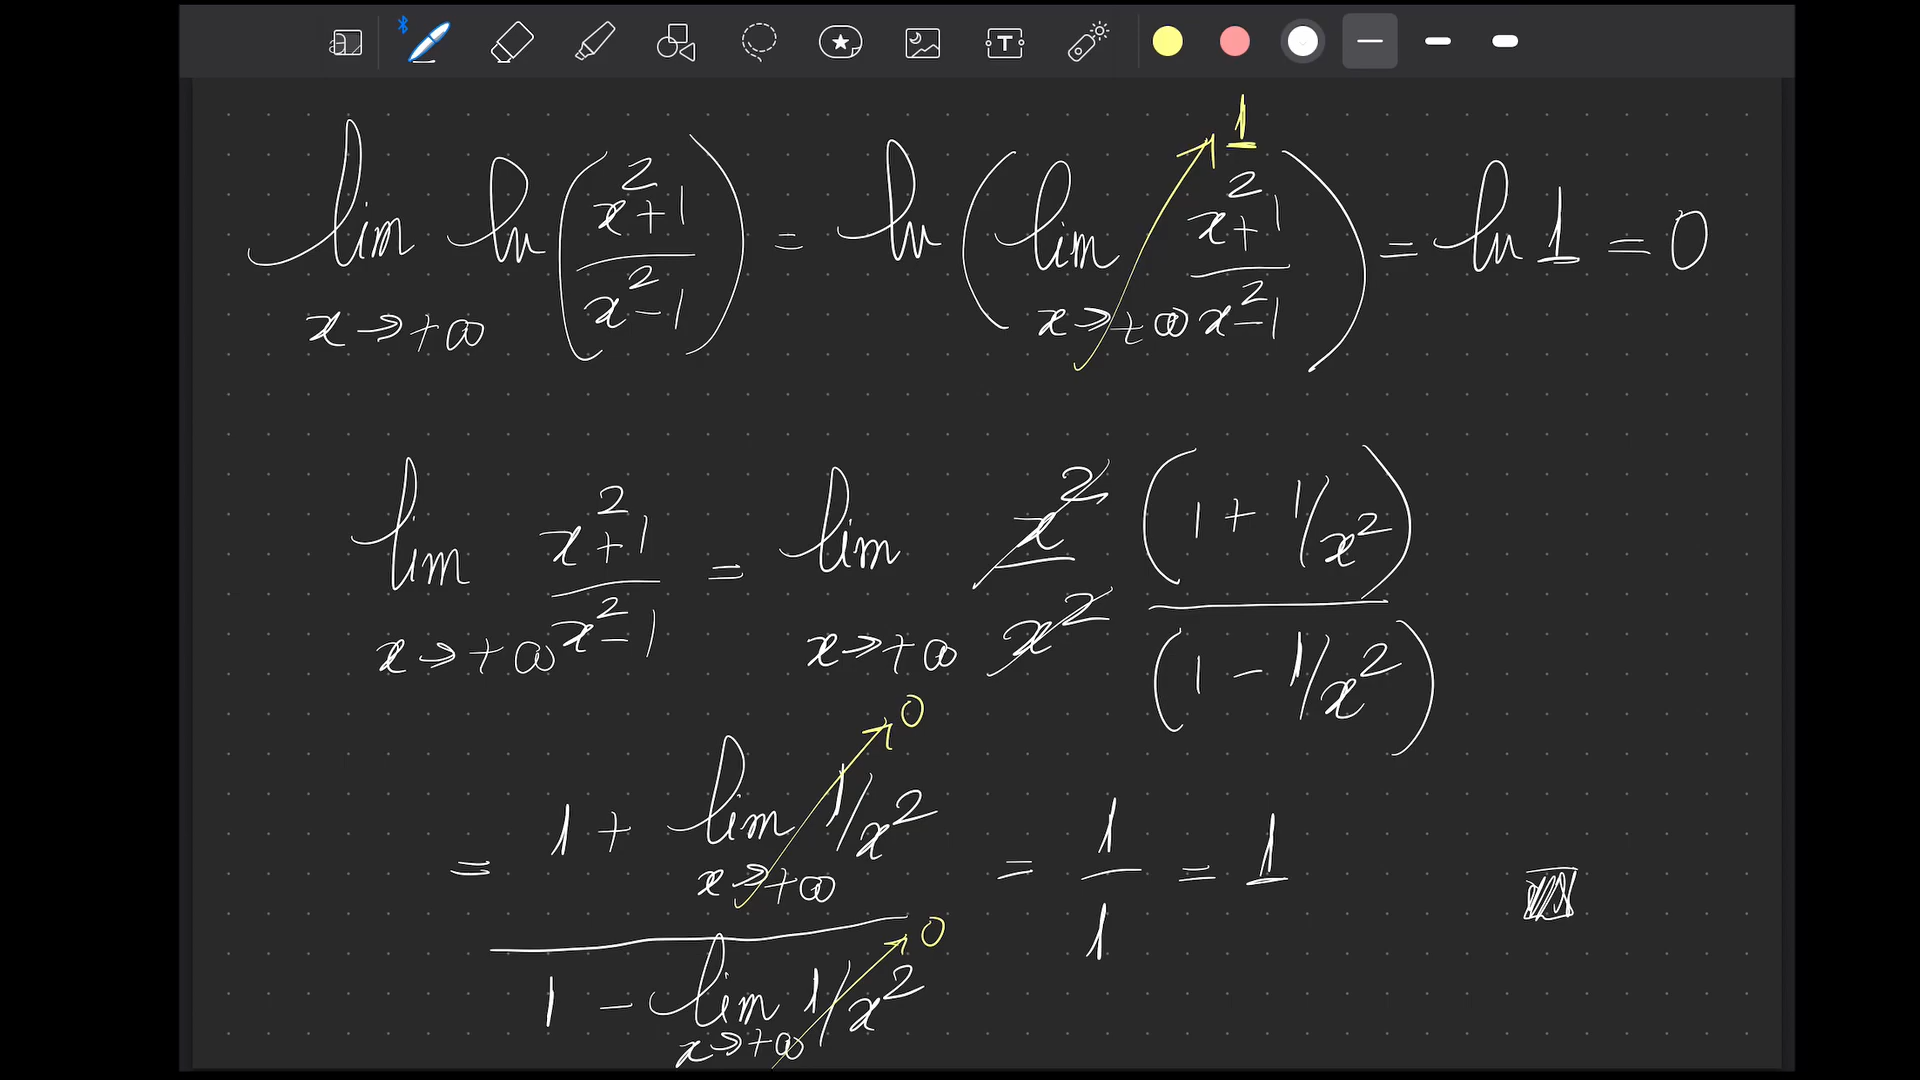 lim x→+∞ ln((x²+1)/(x²-1)) = ln(lim x→+∞ (x²+1)/(x²-1)) = ln 1 = 0
1
lim x→+∞ (x²+1)/(x²-1) = lim x→+∞ x²/x² (1 + 1/x²)/(1 - 1/x²)
0
= (1 + lim x→+∞ 1/x²)/(1 - lim x→+∞ 1/x²) = 1/1 = 1
0
T